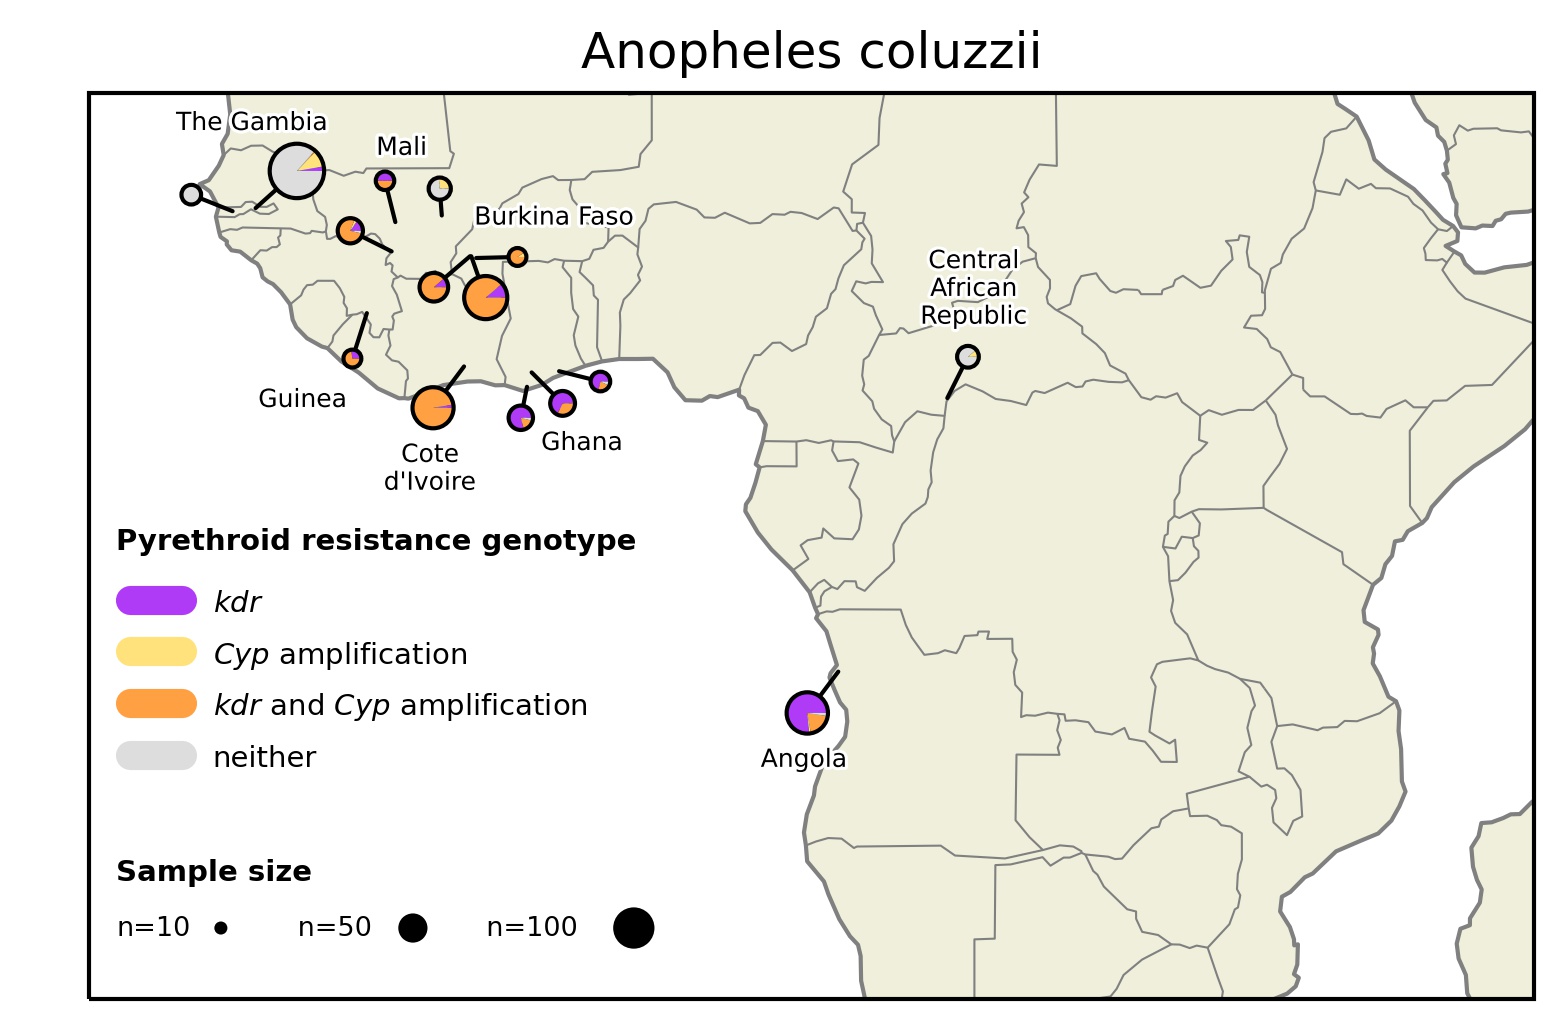 Anopheles coluzzii
The Gambia
Mali
Burkina Faso
Central
African
Republic
Guinea
Cote
d'Ivoire
Ghana
Angola
Pyrethroid resistance genotype
kdr
Cyp amplification
kdr and Cyp amplification
neither
Sample size
n=10 n=50 n=100